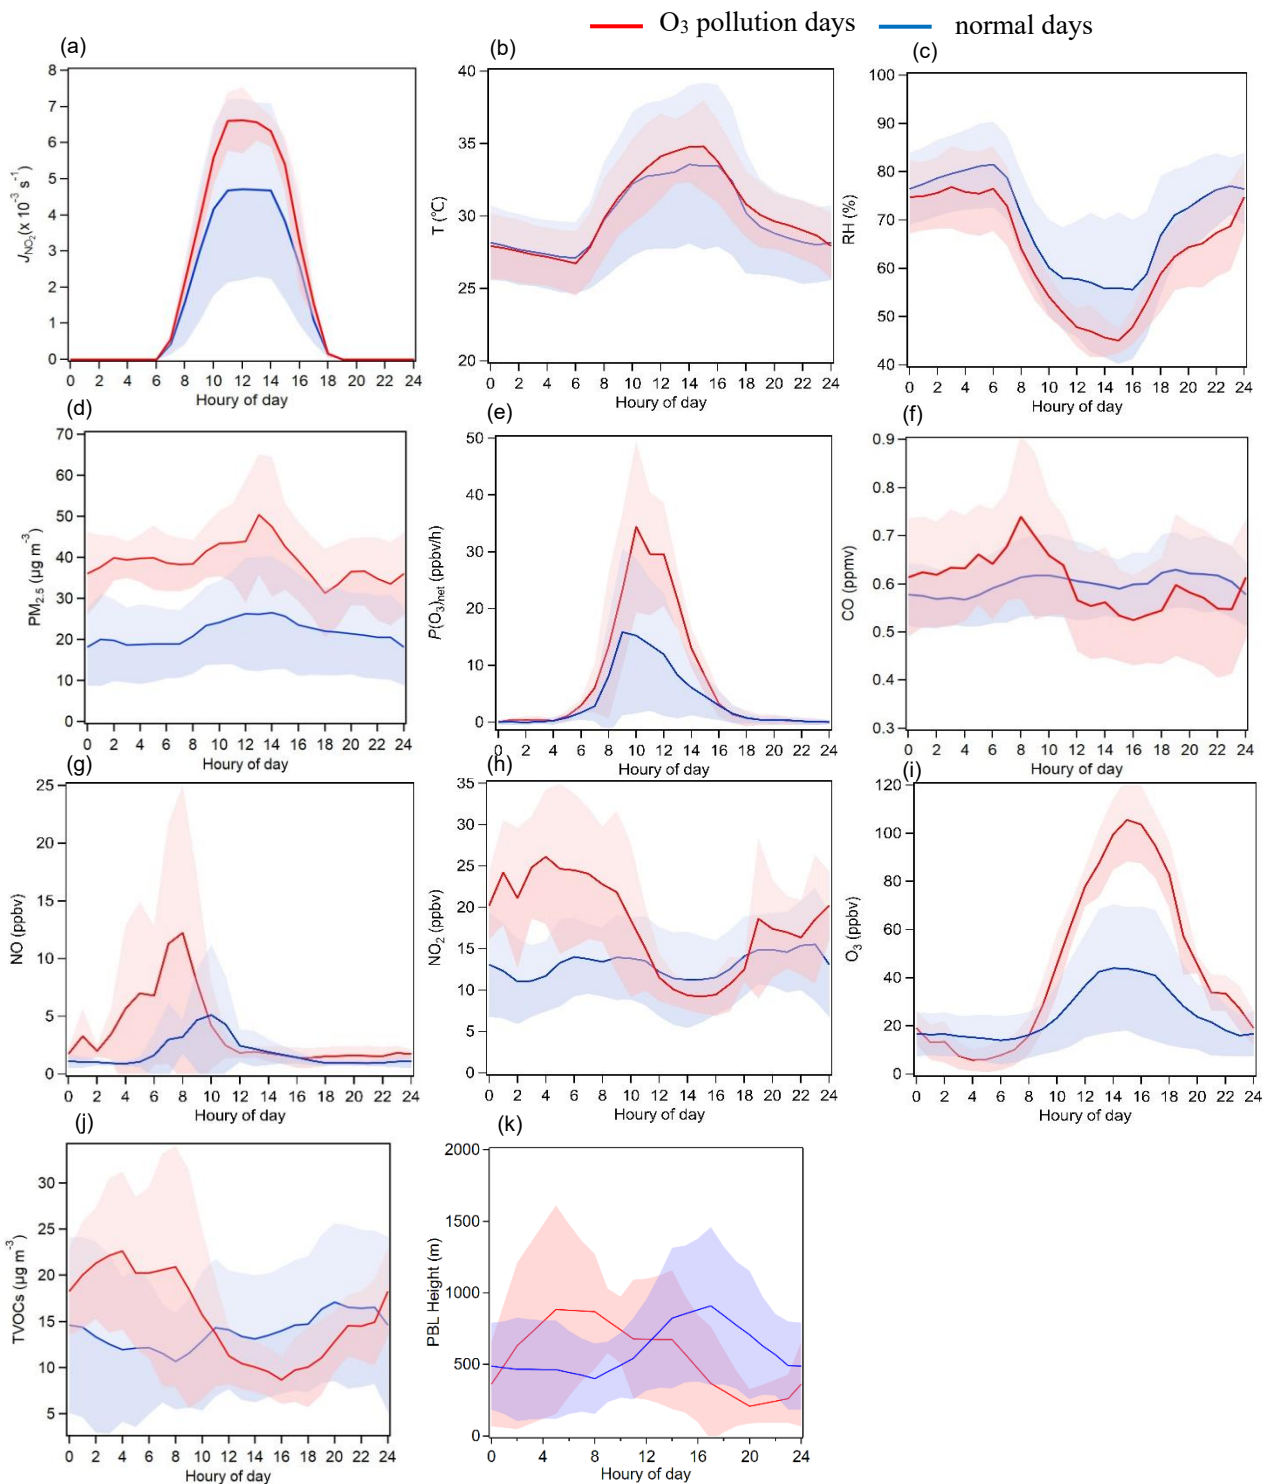 O3 pollution days normal days
(a)
8
7
6
5
4
3
2
1
0
JNO2(x 10-3 s-1)
0 2 4 6 8 10 12 14 16 18 20 22 24
Houry of day
(b)
40
35
30
25
20
T (°C)
0 2 4 6 8 10 12 14 16 18 20 22 24
Houry of day
(c)
100
90
80
70
60
50
40
RH (%)
0 2 4 6 8 10 12 14 16 18 20 22 24
Houry of day
(d)
70
60
50
40
30
20
10
0
PM2.5 (µg m-3)
0 2 4 6 8 10 12 14 16 18 20 22 24
Houry of day
(e)
50
40
30
20
10
0
P(O3)net (ppbv/h)
0 2 4 6 8 10 12 14 16 18 20 22 24
Houry of day
(f)
0.9
0.8
0.7
0.6
0.5
0.4
0.3
CO (ppmv)
0 2 4 6 8 10 12 14 16 18 20 22 24
Houry of day
(g)
25
20
15
10
5
0
NO (ppbv)
0 2 4 6 8 10 12 14 16 18 20 22 24
Houry of day
(h)
35
30
25
20
15
10
5
0
NO2 (ppbv)
0 2 4 6 8 10 12 14 16 18 20 22 24
Houry of day
(i)
120
100
80
60
40
20
0
O3 (ppbv)
0 2 4 6 8 10 12 14 16 18 20 22 24
Houry of day
(j)
30
25
20
15
10
5
TVOCs (µg m-3)
0 2 4 6 8 10 12 14 16 18 20 22 24
Houry of day
(k)
2000
1500
1000
500
0
PBL Height (m)
0 4 8 12 16 20 24
Houry of day